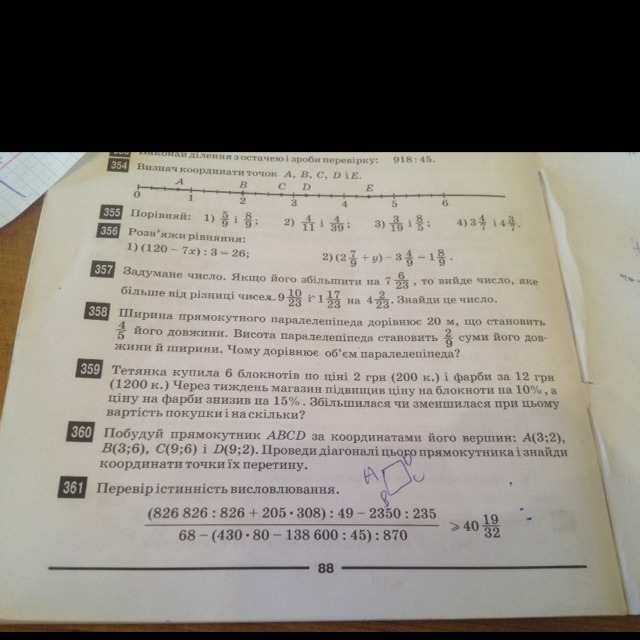 Виконай ділення з остачею і зроби перевірку: 918 : 45.
354 Визнач координати точок A, B, C, D і E.
A B C D E
0 1 2 3 4 5 6
355 Порівняй: 1) 5/9 і 8/9; 2) 4/11 і 4/39; 3) 3/19 і 8/5; 4) 3 4/7 і 4 3/7.
356 Розв'яжи рівняння:
1) (120 – 7x) : 3 = 26; 2) (2 7/9 + y) – 3 4/9 = 1 8/9.
357 Задумане число. Якщо його збільшити на 7 6/23, то вийде число, яке
більше від різниці чисел 9 10/23 і 1 17/23 на 4 2/23. Знайди це число.
358 Ширина прямокутного паралелепіпеда дорівнює 20 м, що становить
4/5 його довжини. Висота паралелепіпеда становить 2/9 суми його дов-
жини й ширини. Чому дорівнює об'єм паралелепіпеда?
359 Тетянка купила 6 блокнотів по ціні 2 грн (200 к.) і фарби за 12 грн
(1200 к.) Через тиждень магазин підвищив ціну на блокноти на 10%, а
ціну на фарби знизив на 15%. Збільшилася чи зменшилася при цьому
вартість покупки і на скільки?
360 Побудуй прямокутник ABCD за координатами його вершин: A(3;2),
B(3;6), C(9;6) і D(9;2). Проведи діагоналі цього прямокутника і знайди
координати точки їх перетину.
A
B C
361 Перевір істинність висловлювання.
(826 826 : 826 + 205 · 308) : 49 – 2350 : 235
68 – (430 · 80 – 138 600 : 45) : 870
⩾ 40 19/32
88